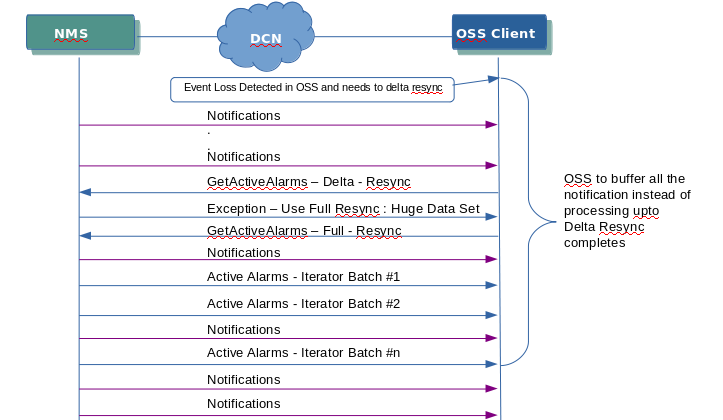 NMS
DCN
OSS Client
Event Loss Detected in OSS and needs to delta resync
Notifications
.
.
Notifications
GetActiveAlarms – Delta - Resync
Exception – Use Full Resync : Huge Data Set
GetActiveAlarms – Full - Resync
Notifications
Active Alarms - Iterator Batch #1
Active Alarms - Iterator Batch #2
Notifications
Active Alarms - Iterator Batch #n
Notifications
Notifications
OSS to buffer all the
notification instead of
processing upto
Delta Resync
completes